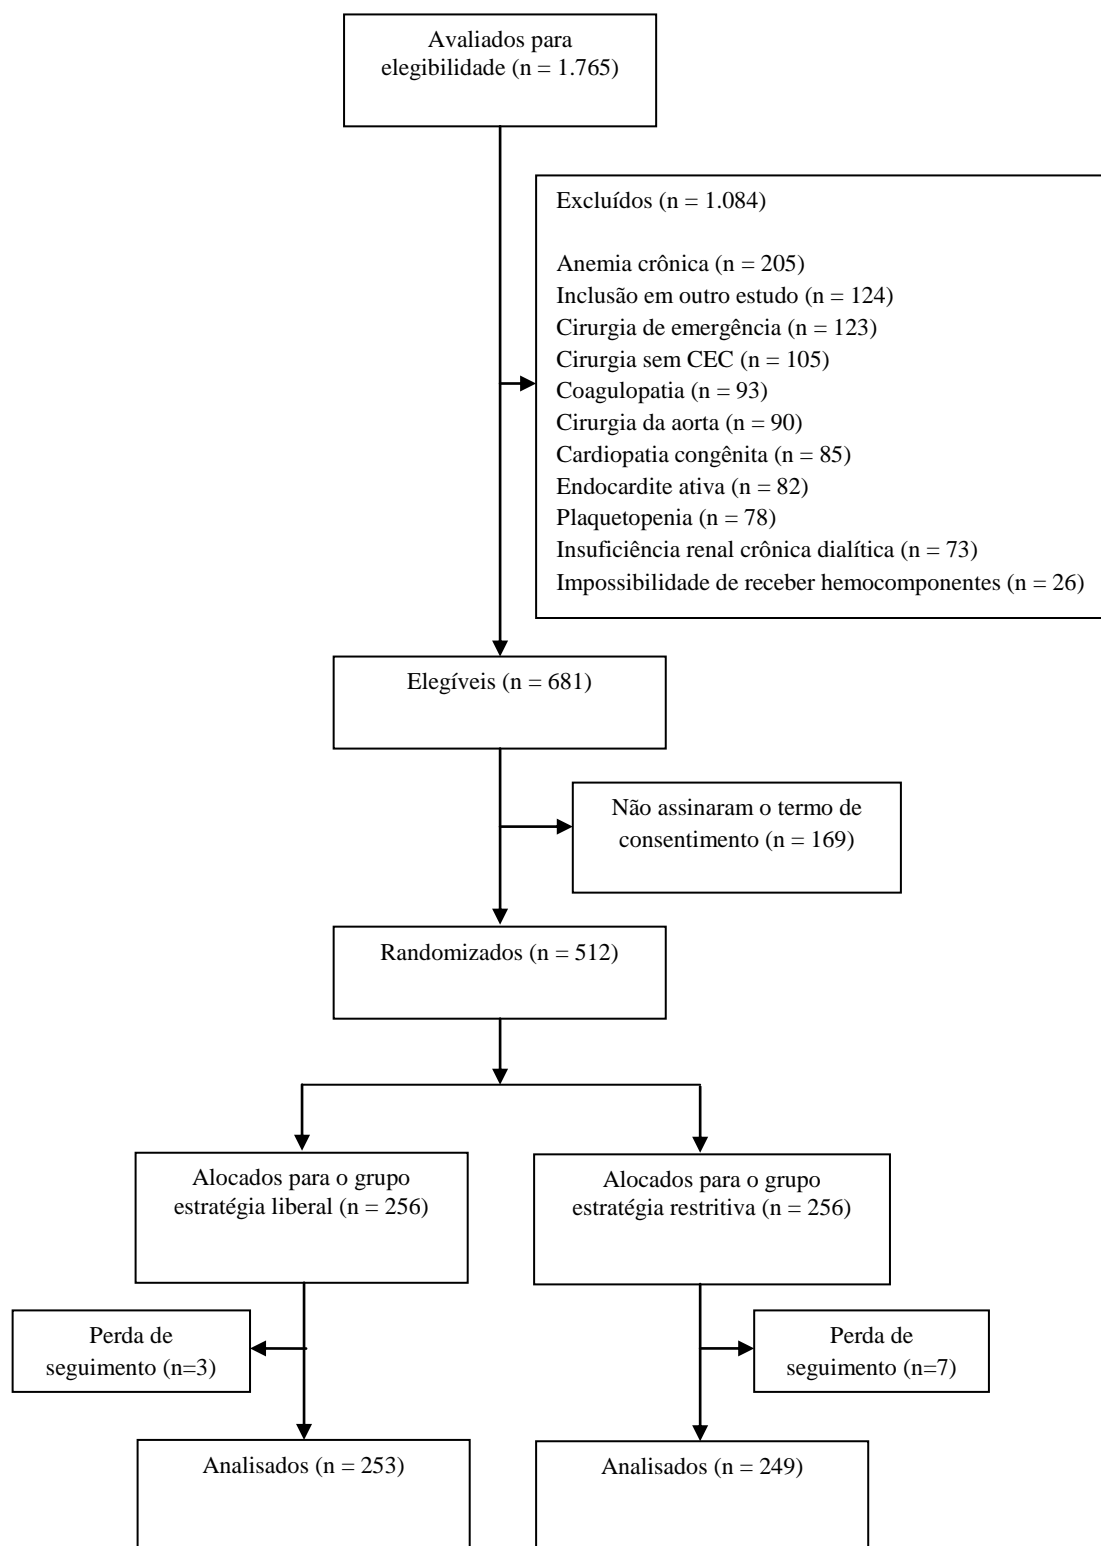 Avaliados para
elegibilidade (n = 1.765)
Excluídos (n = 1.084)
Anemia crônica (n = 205)
Inclusão em outro estudo (n = 124)
Cirurgia de emergência (n = 123)
Cirurgia sem CEC (n = 105)
Coagulopatia (n = 93)
Cirurgia da aorta (n = 90)
Cardiopatia congênita (n = 85)
Endocardite ativa (n = 82)
Plaquetopenia (n = 78)
Insuficiência renal crônica dialítica (n = 73)
Impossibilidade de receber hemocomponentes (n = 26)
Elegíveis (n = 681)
Não assinaram o termo de
consentimento (n = 169)
Randomizados (n = 512)
Alocados para o grupo
estratégia liberal (n = 256)
Alocados para o grupo
estratégia restritiva (n = 256)
Perda de
seguimento (n=3)
Perda de
seguimento (n=7)
Analisados (n = 253)
Analisados (n = 249)